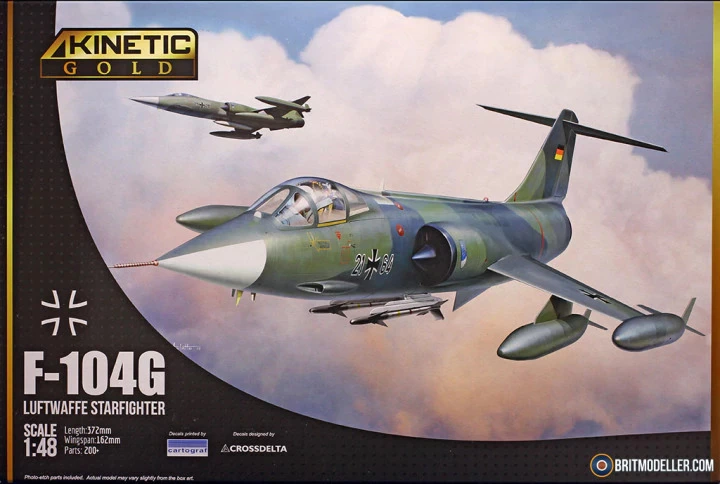 KINETIC
GOLD
21 64
F-104G
LUFTWAFFE STARFIGHTER
SCALE
1:48
Length:372mm
Wingspan:162mm
Parts: 200+
Decals printed by
cartograf
Decals designed by
CROSSDELTA
Photo-etch parts included. Actual model may vary slightly from the box art.
BRITMODELLER.COM